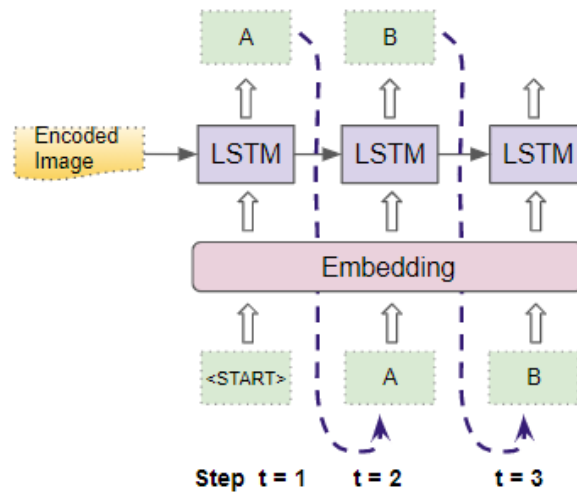 A
B
Encoded
Image
LSTM
LSTM
LSTM
Embedding
<START>
A
B
Step t = 1
t = 2
t = 3